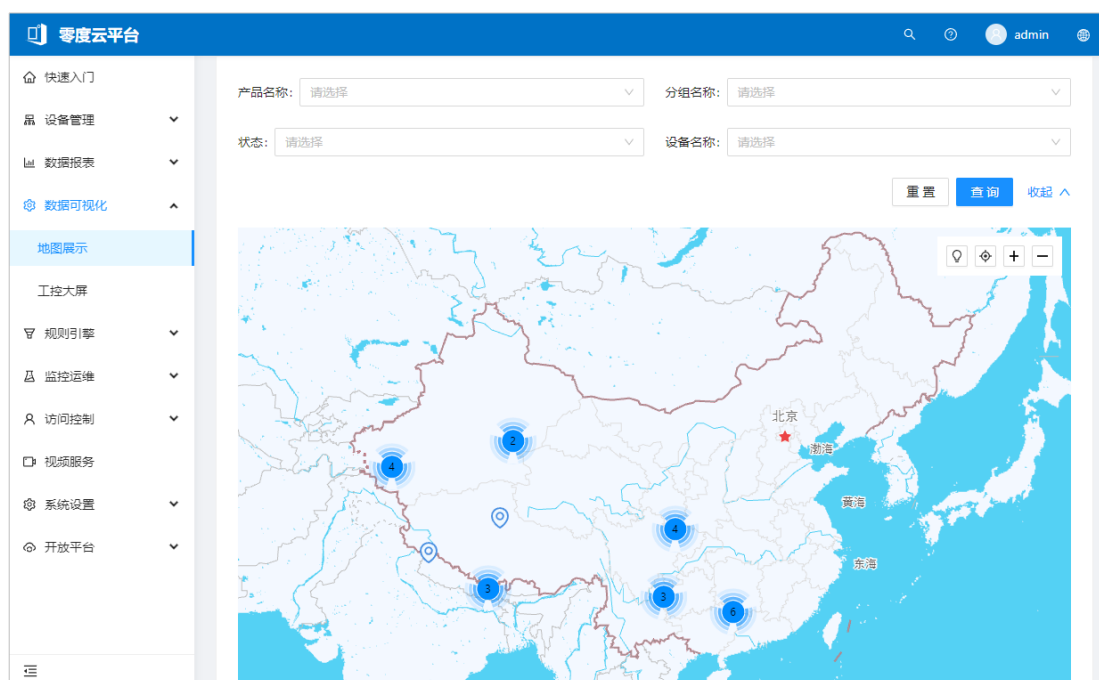 零度云平台
admin
快速入门
设备管理
数据报表
数据可视化
地图展示
工控大屏
规则引擎
监控运维
访问控制
视频服务
系统设置
开放平台
产品名称: 请选择
分组名称: 请选择
状态: 请选择
设备名称: 请选择
重置
查询
收起
北京
渤海
黄海
东海
2
4
4
3
3
6